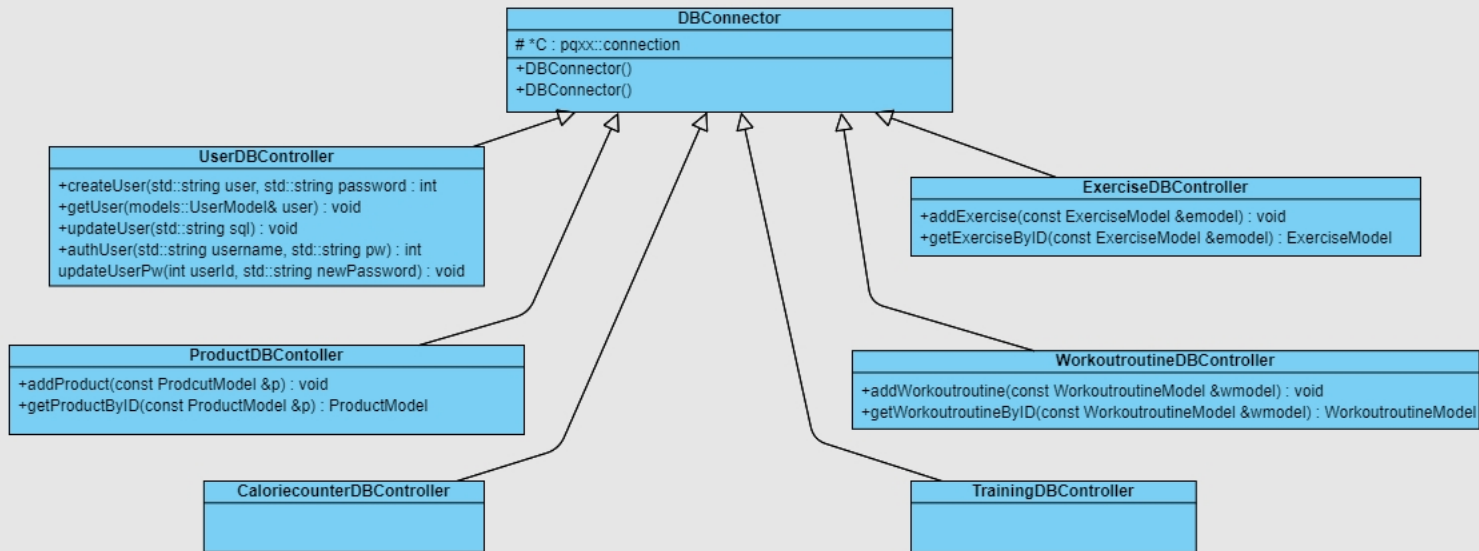 DBConnector
# *C : pqxx::connection
+DBConnector()
+DBConnector()
UserDBController
+createUser(std::string user, std::string password : int
+getUser(models::UserModel& user) : void
+updateUser(std::string sql) : void
+authUser(std::string username, std::string pw) : int
updateUserPw(int userId, std::string newPassword) : void
ExerciseDBController
+addExercise(const ExerciseModel &emodel) : void
+getExerciseByID(const ExerciseModel &emodel) : ExerciseModel
ProductDBContoller
+addProduct(const ProdcutModel &p) : void
+getProductByID(const ProductModel &p) : ProductModel
WorkoutroutineDBController
+addWorkoutroutine(const WorkoutroutineModel &wmodel) : void
+getWorkoutroutineByID(const WorkoutroutineModel &wmodel) : WorkoutroutineModel
CaloriecounterDBController
TrainingDBController